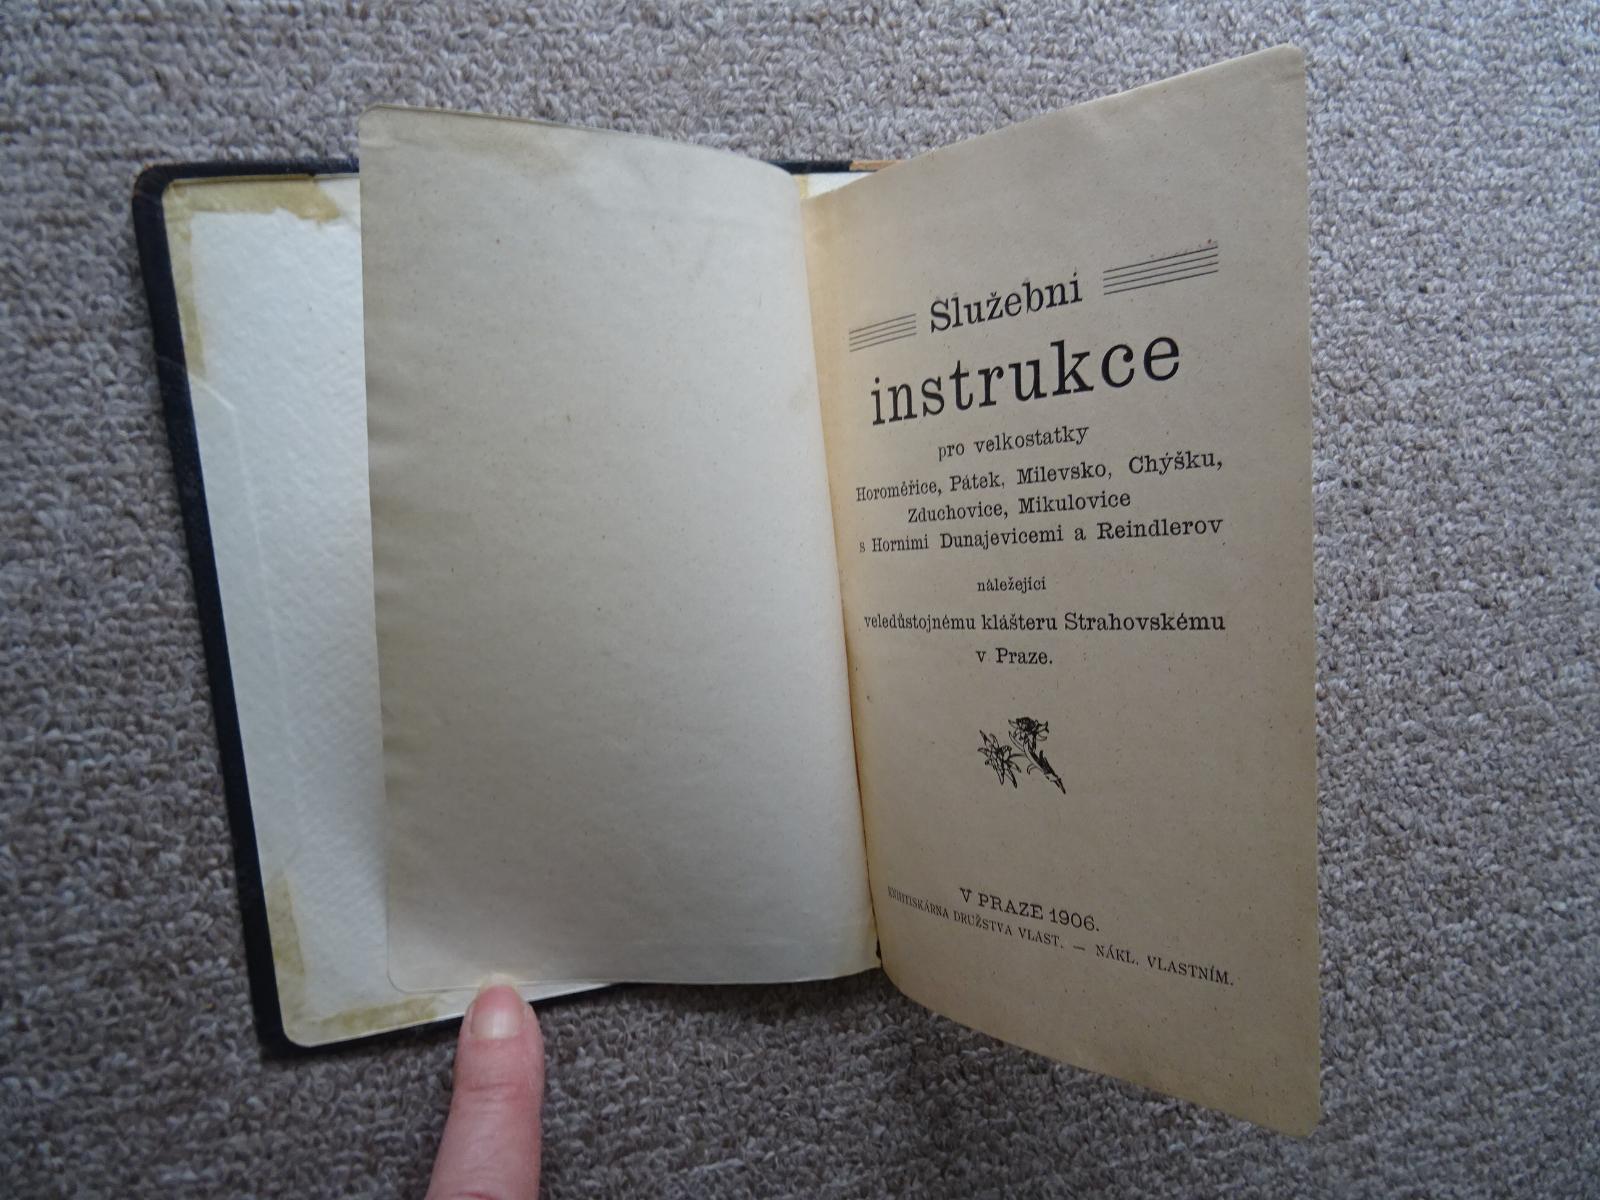 Služební
instrukce
pro velkostatky
Horoměřice, Pátek, Milevsko, Chýšku,
Zduchovice, Mikulovice
s Horními Dunajevicemi a Reindlerov
náležející
veledůstojnému klášteru Strahovskému
v Praze.
V PRAZE 1906.
KNIHTISKÁRNA DRUŽSTVA VLAST. — NÁKL. VLASTNÍM.